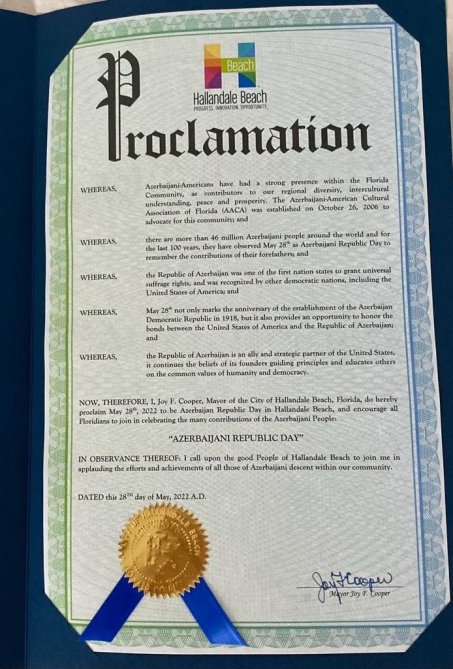 Beach
Hallandale Beach
PROGRESS. INNOVATION. OPPORTUNITY.
Proclamation
WHEREAS, Azerbaijani-Americans have had a strong presence within the Florida
Community, as contributors to our regional diversity, intercultural
understanding, peace and prosperity. The Azerbaijani-American Cultural
Association of Florida (AACA) was established on October 26, 2006 to
advocate for this community; and
WHEREAS, there are more than 46 million Azerbaijani people around the world and for
the last 100 years, they have observed May 28th as Azerbaijani Republic Day to
remember the contributions of their forefathers; and
WHEREAS, the Republic of Azerbaijan was one of the first nation states to grant universal
suffrage rights, and was recognized by other democratic nations, including the
United States of America; and
WHEREAS, May 28th not only marks the anniversary of the establishment of the Azerbaijan
Democratic Republic in 1918, but it also provides an opportunity to honor the
bonds between the United States of America and the Republic of Azerbaijan;
and
WHEREAS, the Republic of Azerbaijan is an ally and strategic partner of the United States,
it continues the beliefs of its founders guiding principles and educates others
on the common values of humanity and democracy.
NOW, THEREFORE, I, Joy F. Cooper, Mayor of the City of Hallandale Beach, Florida, do hereby
proclaim May 28th, 2022 to be Azerbaijan Republic Day in Hallandale Beach, and encourage all
Floridians to join in celebrating the many contributions of the Azerbaijani People.
"AZERBAIJANI REPUBLIC DAY"
IN OBSERVANCE THEREOF: I call upon the good People of Hallandale Beach to join me in
applauding the efforts and achievements of all those of Azerbaijani descent within our community.
DATED this 28TH day of May, 2022 A.D.
Joy F Cooper
Mayor Joy F. Cooper